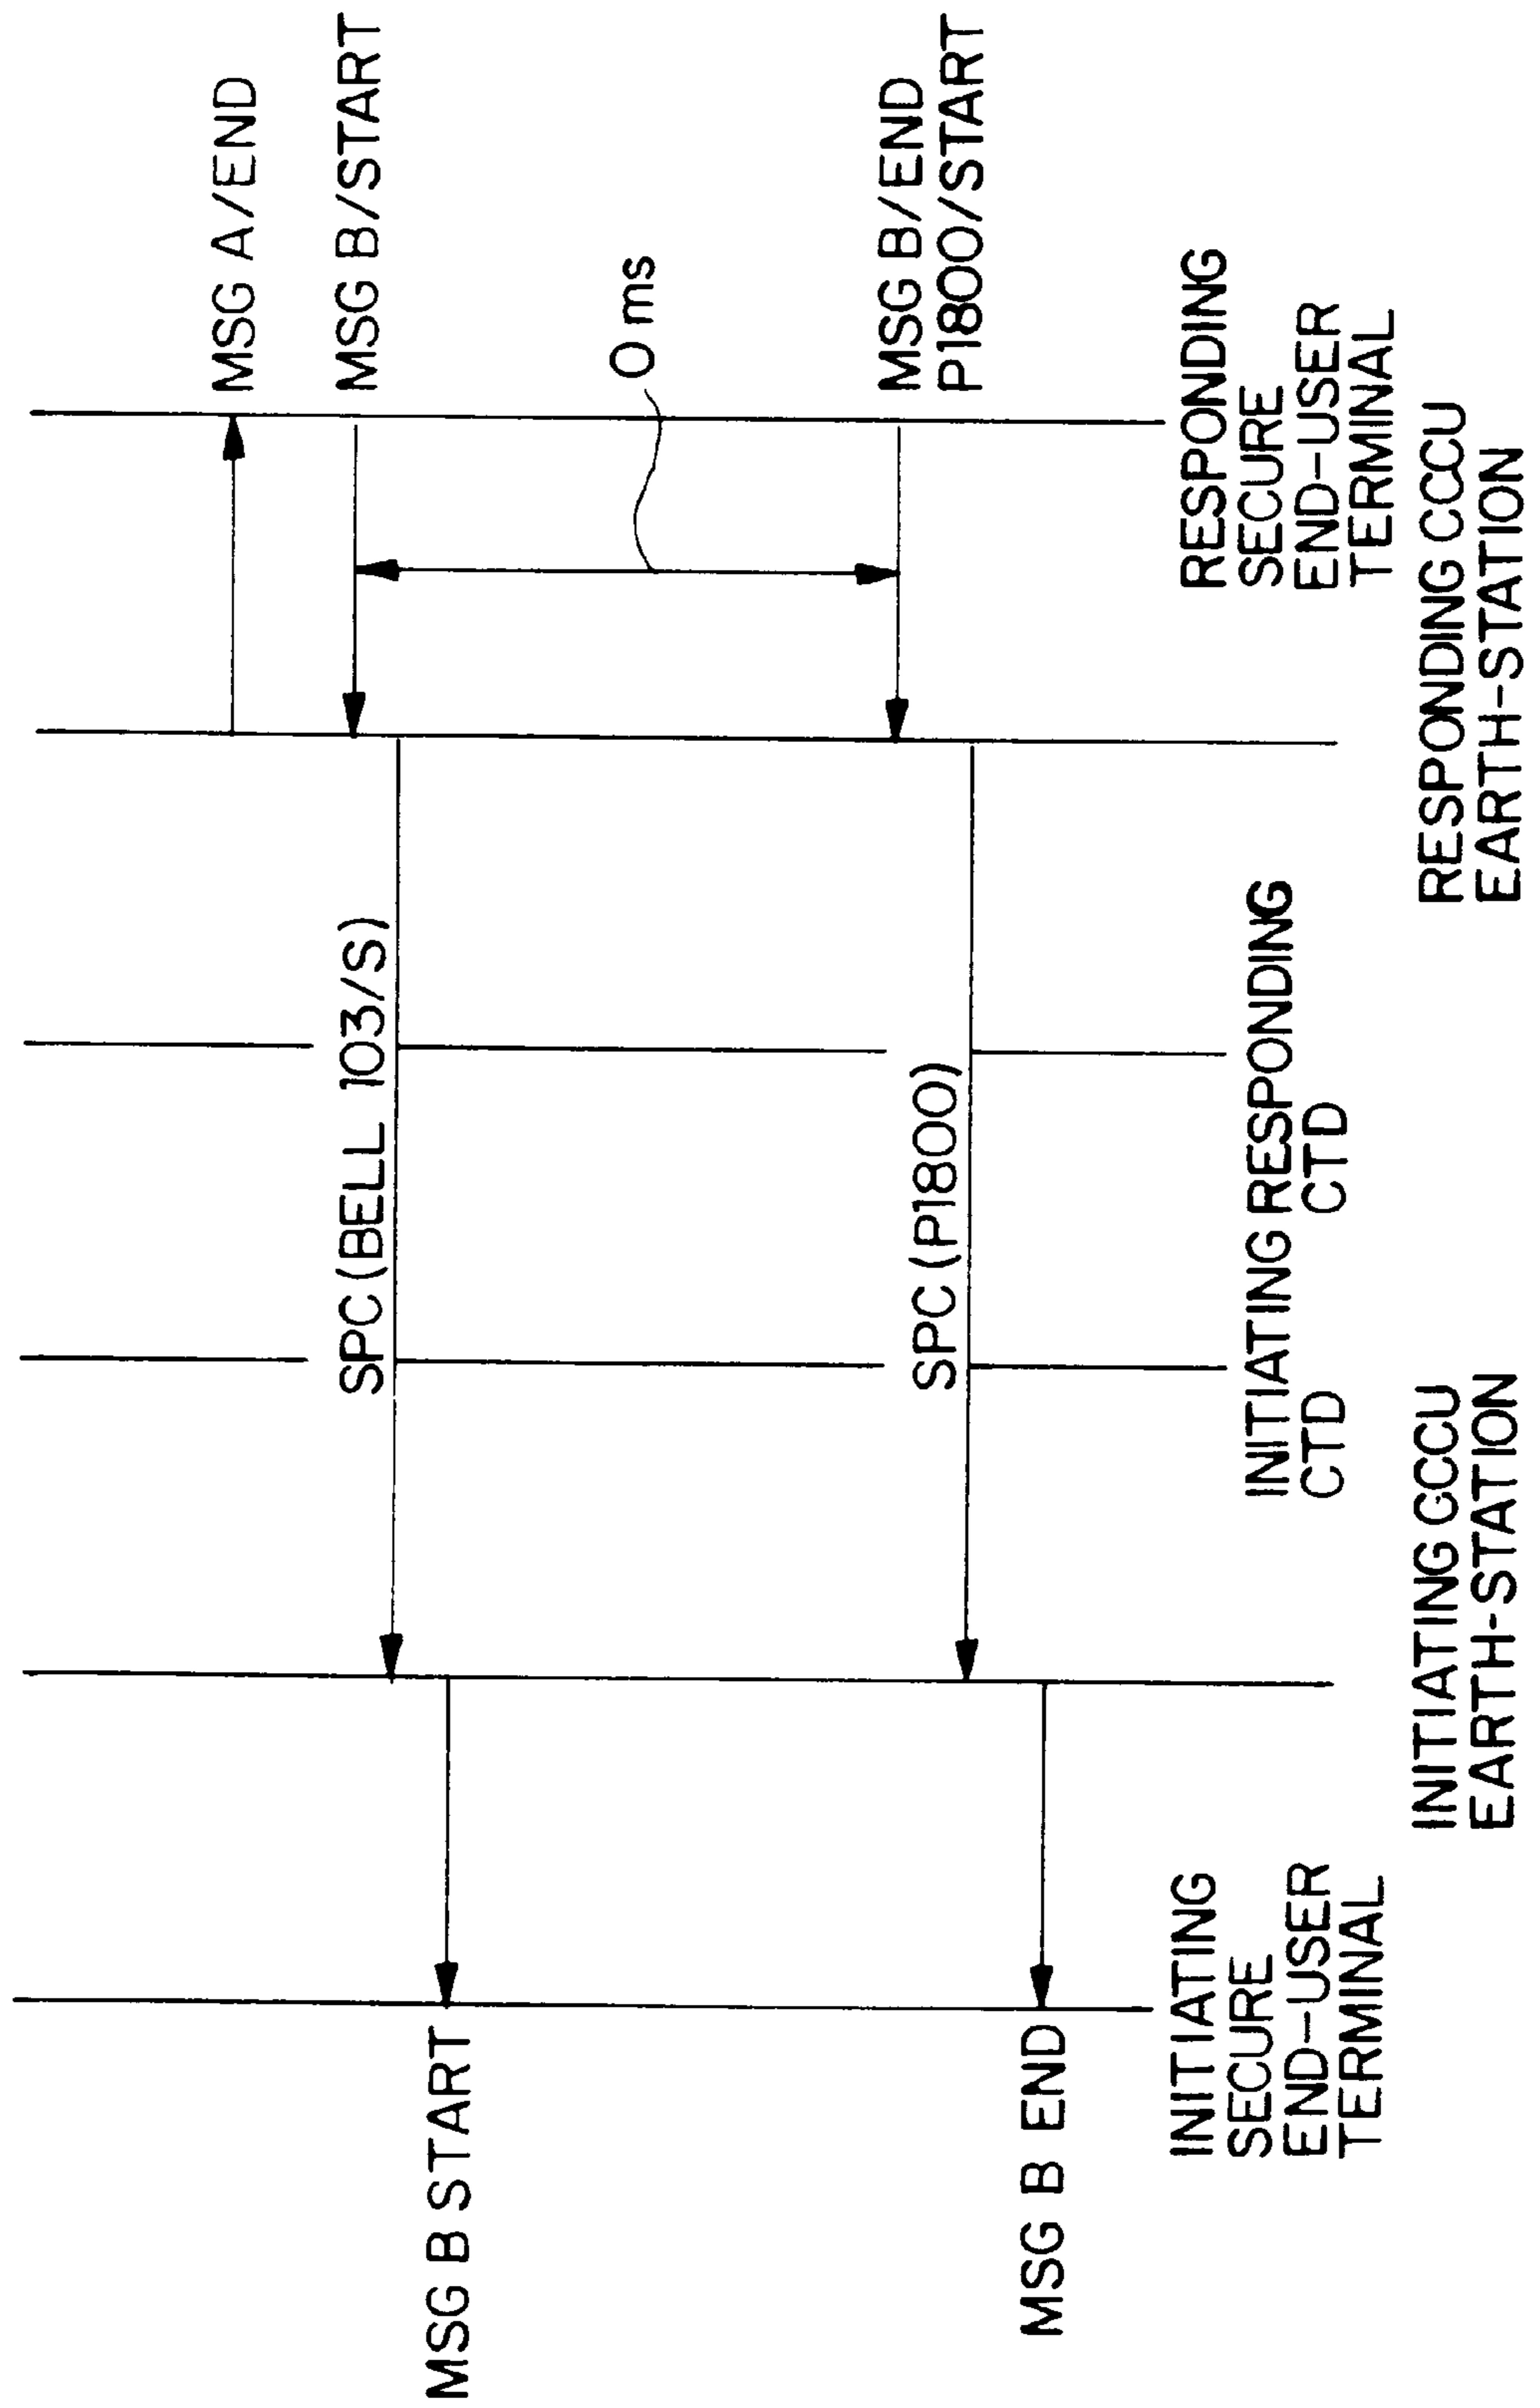 MSG A/END
SPC (BELL 103/S)
MSG B/START
MSG B START
0 ms
MSG B/END
P1800/START
SPC (P1800)
MSG B END
INITIATING
SECURE
END-USER
TERMINAL
INITIATING CCCU
EARTH-STATION
INITIATING
CTD
RESPONDING
CTD
RESPONDING CCCU
EARTH-STATION
RESPONDING
SECURE
END-USER
TERMINAL